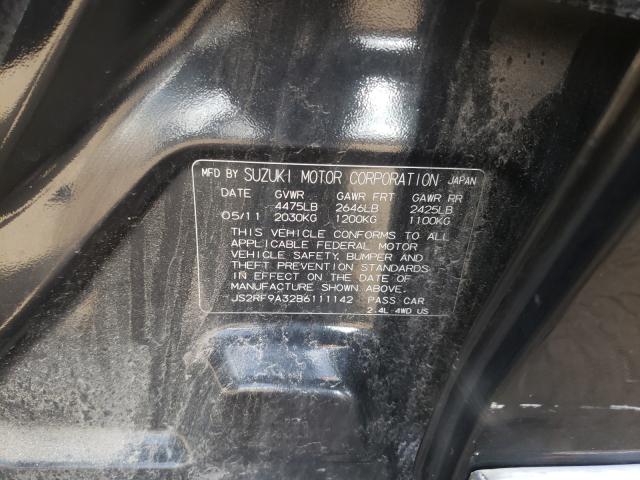 MFD BY SUZUKI MOTOR CORPORATION JAPAN
DATE GVWR GAWR FRT GAWR RR
4475LB 2646LB 2425LB
05/11 2030KG 1200KG 1100KG
THIS VEHICLE CONFORMS TO ALL
APPLICABLE FEDERAL MOTOR
VEHICLE SAFETY, BUMPER AND
THEFT PREVENTION STANDARDS
IN EFFECT ON THE DATE OF
MANUFACTURE SHOWN ABOVE.
JS2RF9A32B6111142 PASS CAR
2.4L 4WD US